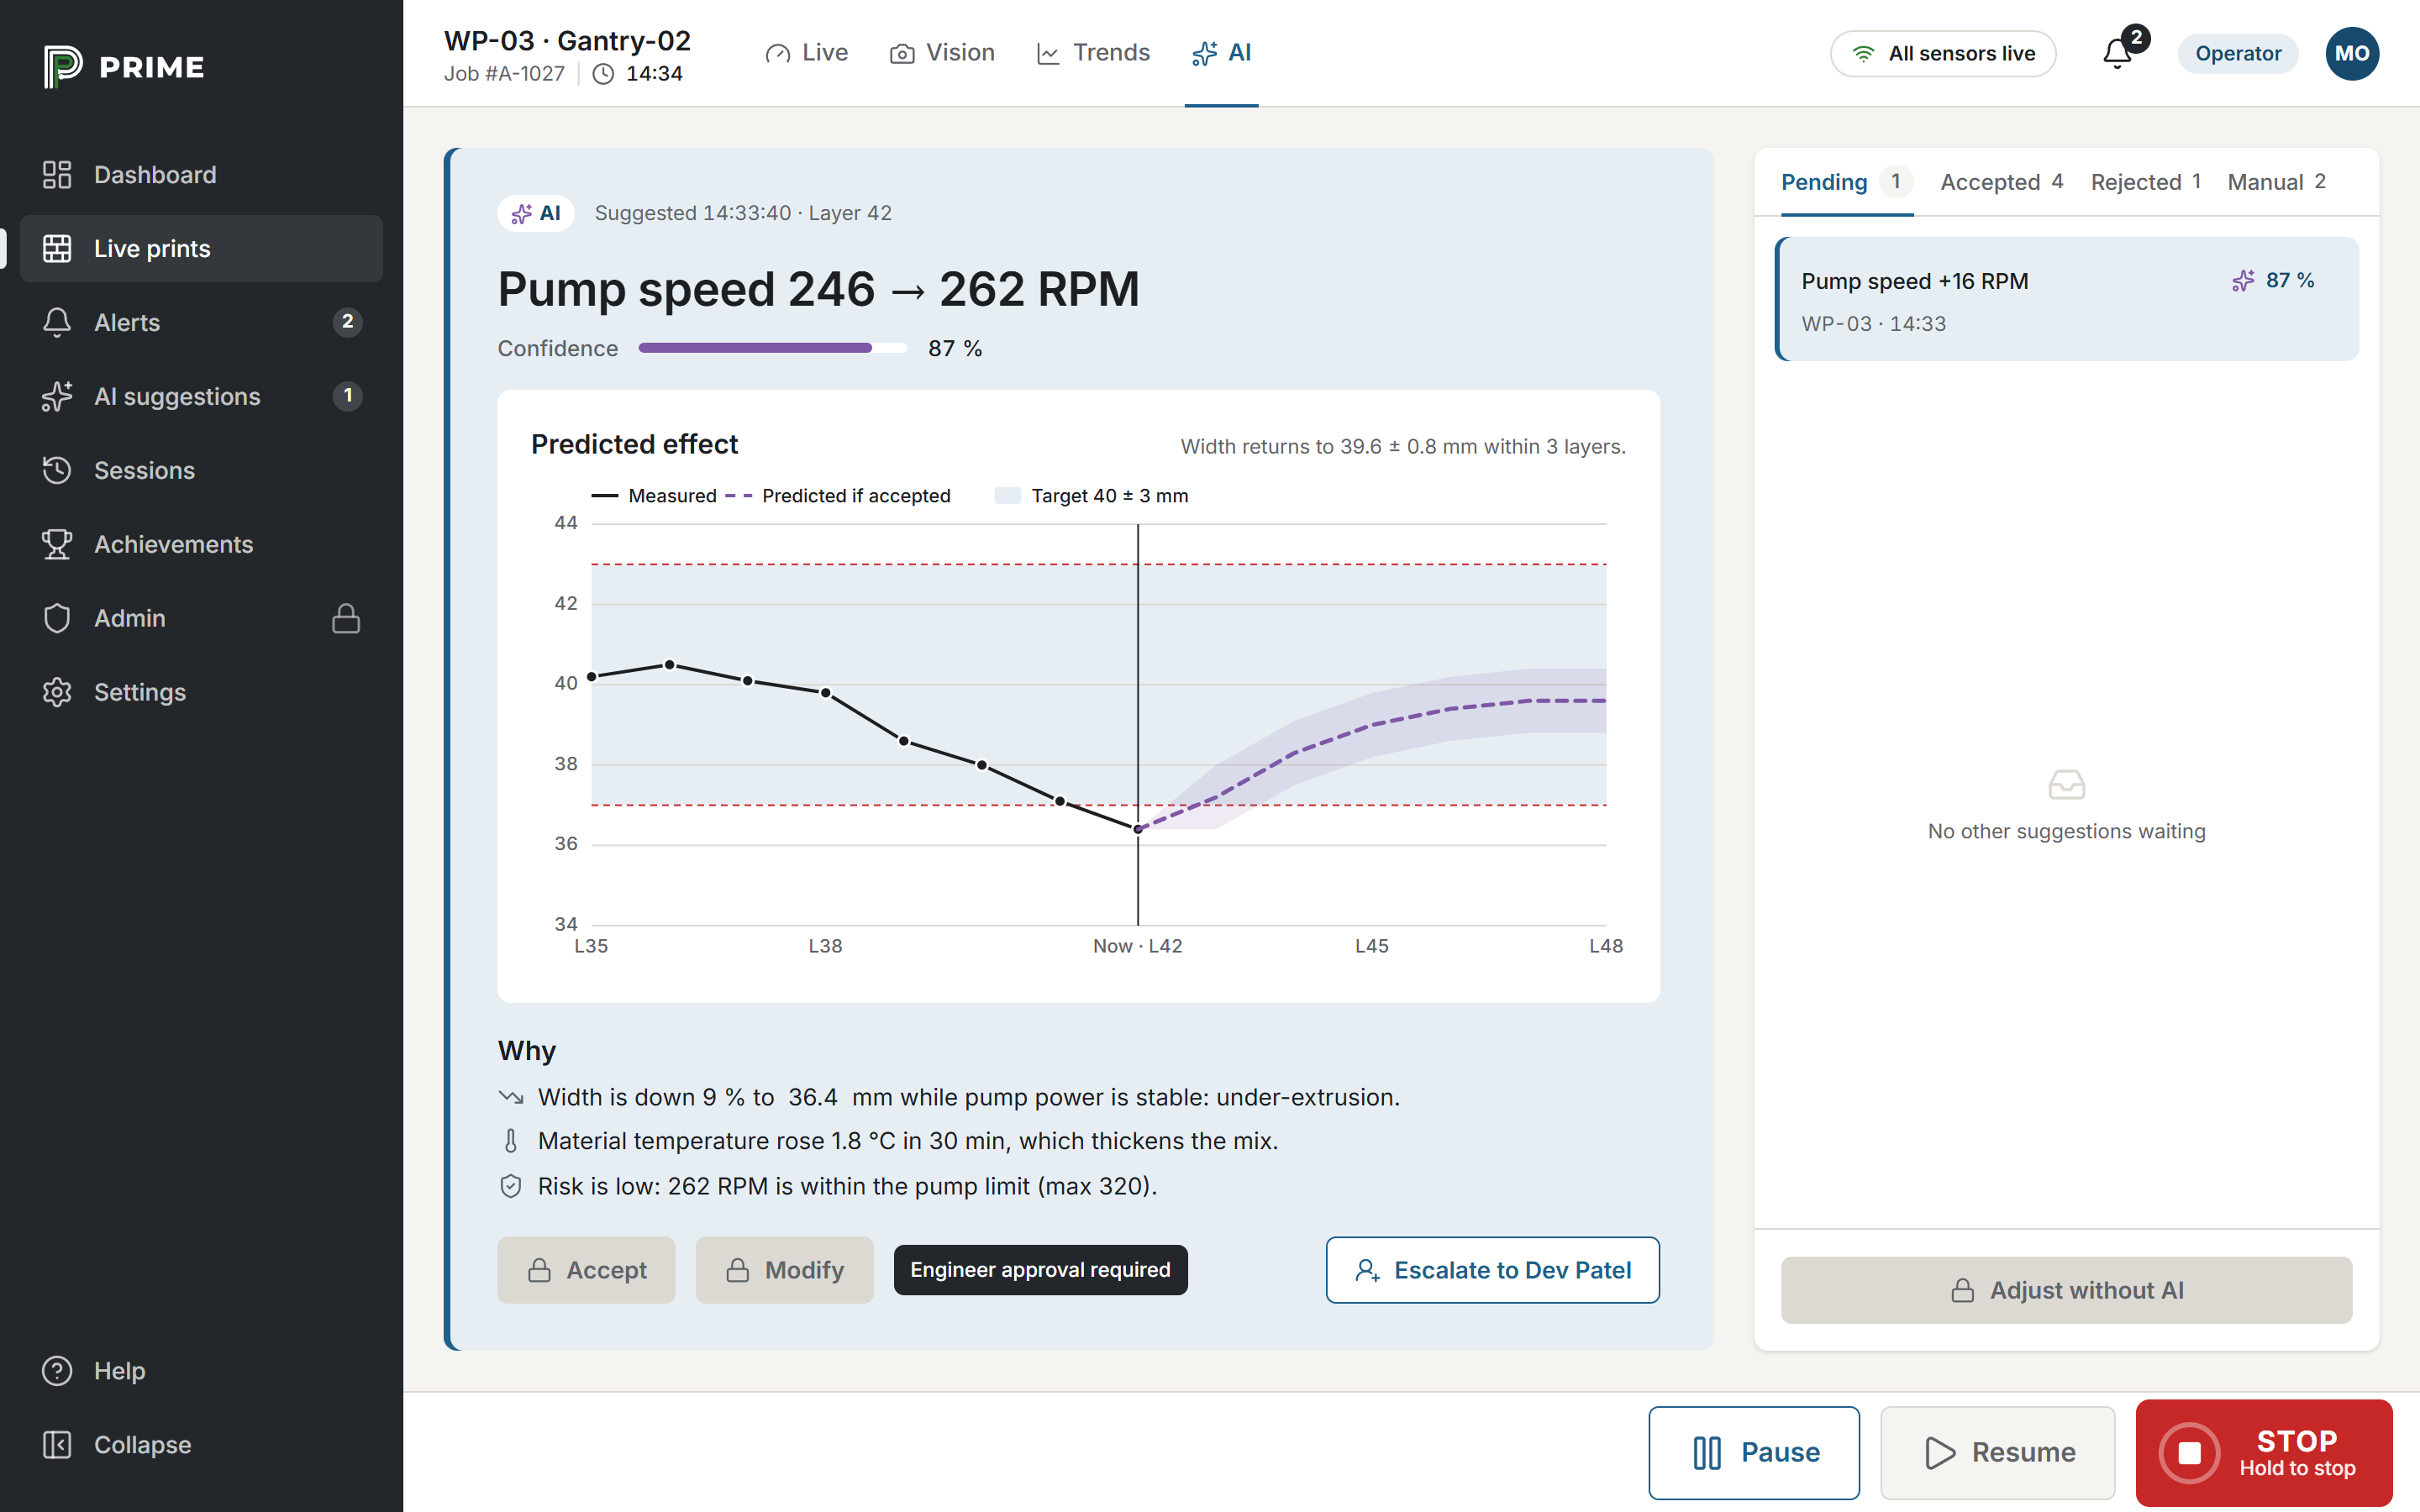 PRIME
Dashboard
Live prints
Alerts 2
AI suggestions 1
Sessions
Achievements
Admin
Settings
Help
Collapse
WP-03 · Gantry-02
Job #A-1027 14:34
Live
Vision
Trends
AI
All sensors live
2
Operator
MO
AI Suggested 14:33:40 · Layer 42
Pump speed 246 → 262 RPM
Confidence 87 %
Predicted effect
Width returns to 39.6 ± 0.8 mm within 3 layers.
Measured Predicted if accepted Target 40 ± 3 mm
44
42
40
38
36
34
L35 L38 Now · L42 L45 L48
Why
Width is down 9 % to 36.4 mm while pump power is stable: under-extrusion.
Material temperature rose 1.8 °C in 30 min, which thickens the mix.
Risk is low: 262 RPM is within the pump limit (max 320).
Accept
Modify
Engineer approval required
Escalate to Dev Patel
Pending 1 Accepted 4 Rejected 1 Manual 2
Pump speed +16 RPM 87 %
WP-03 · 14:33
No other suggestions waiting
Adjust without AI
Pause
Resume
STOP
Hold to stop